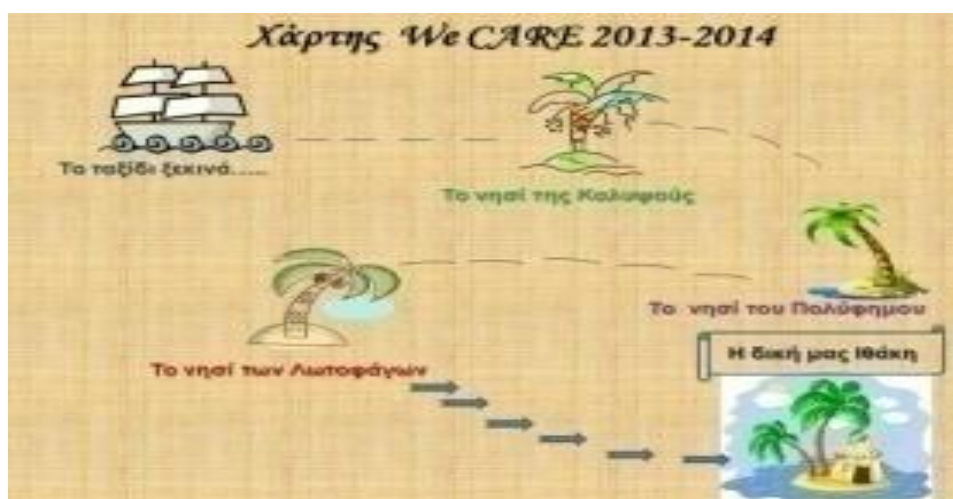 Χάρτης We CARE 2013-2014
Το ταξίδι ξεκινά.....
Το νησί της Καλυψούς
Το νησί του Πολύφημου
Η δική μας Ιθάκη
Το νησί των Λωτοφάγων